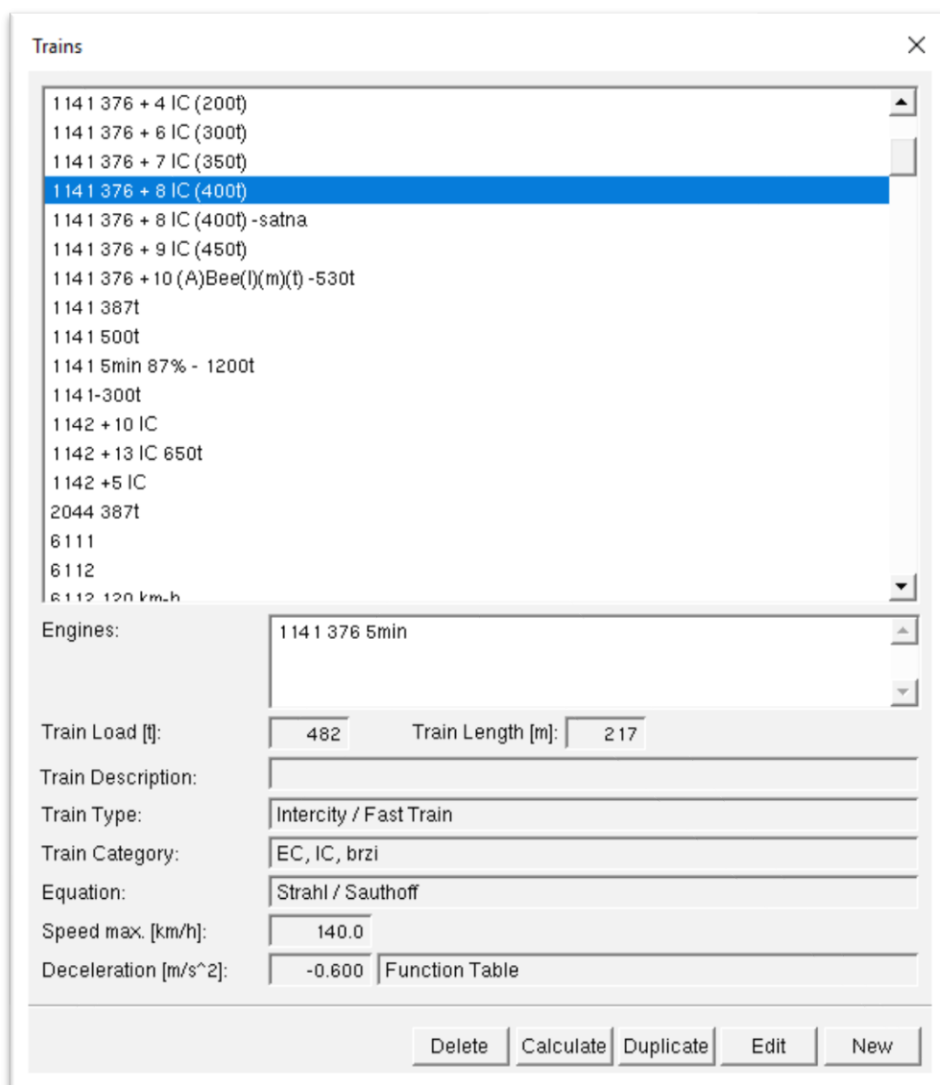 Trains
1141 376 + 4 IC (200t)
1141 376 + 6 IC (300t)
1141 376 + 7 IC (350t)
1141 376 + 8 IC (400t)
1141 376 + 8 IC (400t) -satna
1141 376 + 9 IC (450t)
1141 376 +10 (A)Bee(l)(m)(t) -530t
1141 387t
1141 500t
1141 5min 87% - 1200t
1141-300t
1142 +10 IC
1142 +13 IC 650t
1142 +5 IC
2044 387t
6111
6112
6112 120 km-h
Engines: 1141 376 5min
Train Load [t]: 482 Train Length [m]: 217
Train Description:
Train Type: Intercity / Fast Train
Train Category: EC, IC, brzi
Equation: Strahl / Sauthoff
Speed max. [km/h]: 140.0
Deceleration [m/s^2]: -0.600 Function Table
Delete Calculate Duplicate Edit New